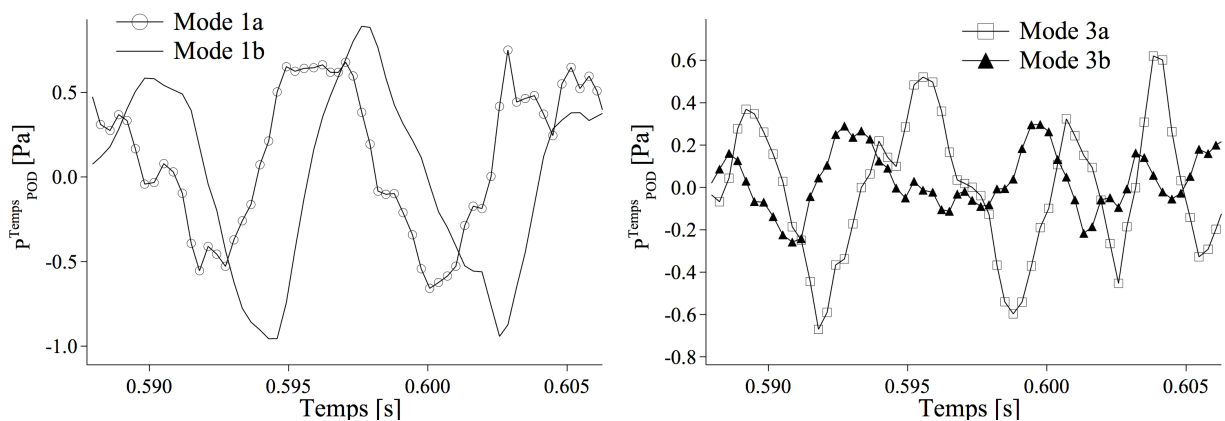 Mode 1a
Mode 1b
0.5
0.0
-0.5
-1.0
P^Temps_POD [Pa]
0.590 0.595 0.600 0.605
Temps [s]
Mode 3a
Mode 3b
0.6
0.4
0.2
0.0
-0.2
-0.4
-0.6
-0.8
P^Temps_POD [Pa]
0.590 0.595 0.600 0.605
Temps [s]